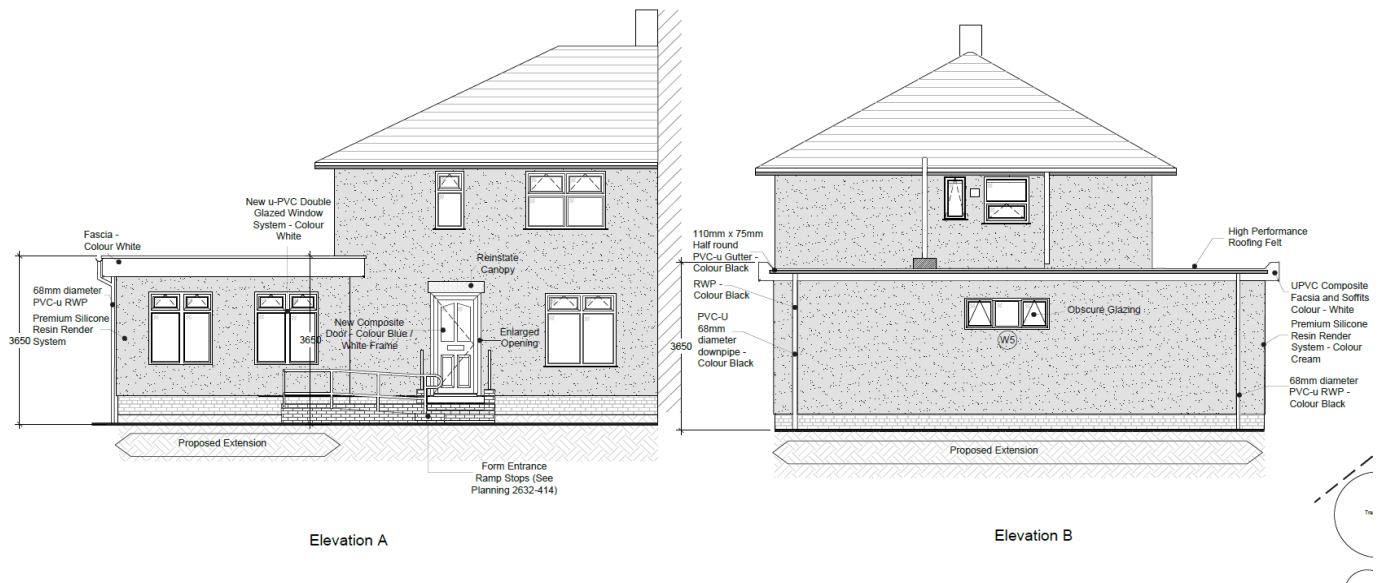 New u-PVC Double
Glazed Window
System - Colour
White
Fascia -
Colour White
68mm diameter
PVC-u RWP
Premium Silicone
Resin Render
System
3650
3650
Reinstate
Canopy
New Composite
Door - Colour Blue /
White Frame
Enlarged
Opening
Proposed Extension
Form Entrance
Ramp Stops (See
Planning 2632-414)
Elevation A
110mm x 75mm
Half round
PVC-u Gutter -
Colour Black
RWP -
Colour Black
PVC-U
68mm
diameter
downpipe -
Colour Black
3650
Obscure Glazing
W5
High Performance
Roofing Felt
UPVC Composite
Facsia and Soffits
Colour - White
Premium Silicone
Resin Render
System - Colour
Cream
68mm diameter
PVC-u RWP -
Colour Black
Proposed Extension
Elevation B